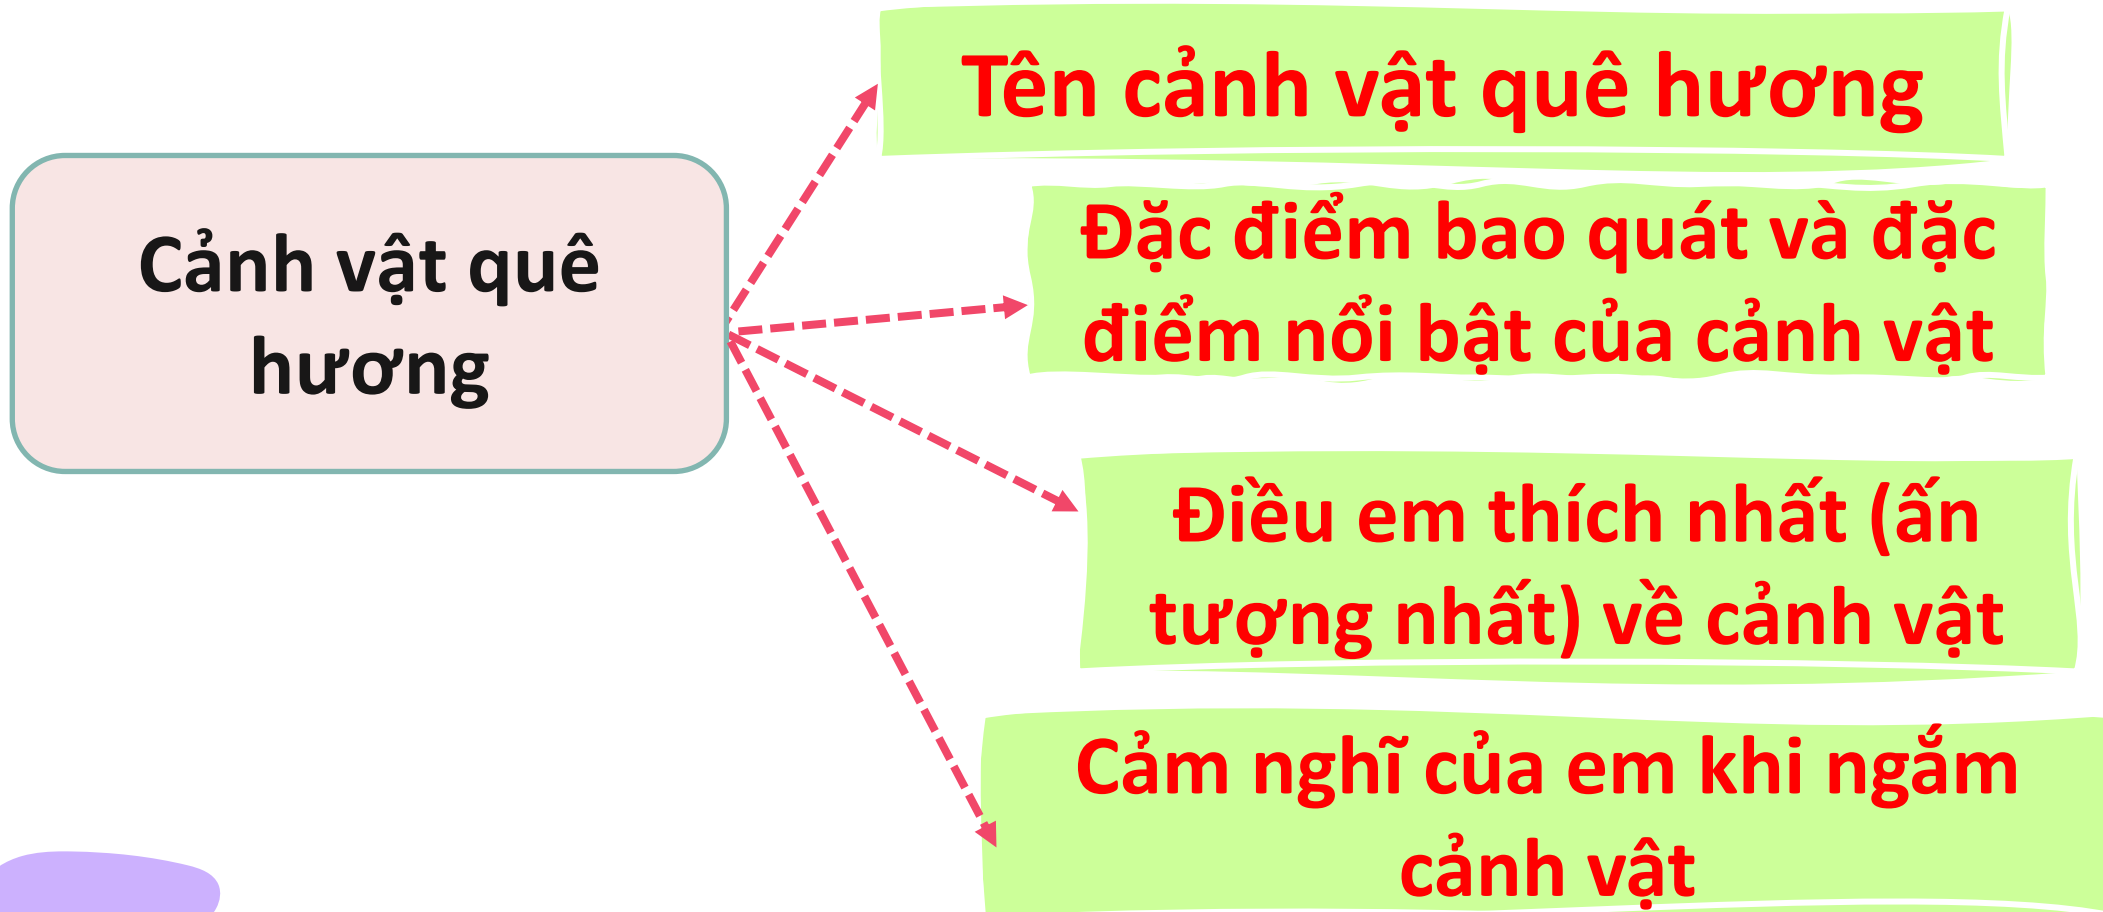 Cảnh vật quê
hương
Tên cảnh vật quê hương
Đặc điểm bao quát và đặc
điểm nổi bật của cảnh vật
Điều em thích nhất (ấn
tượng nhất) về cảnh vật
Cảm nghĩ của em khi ngắm
cảnh vật